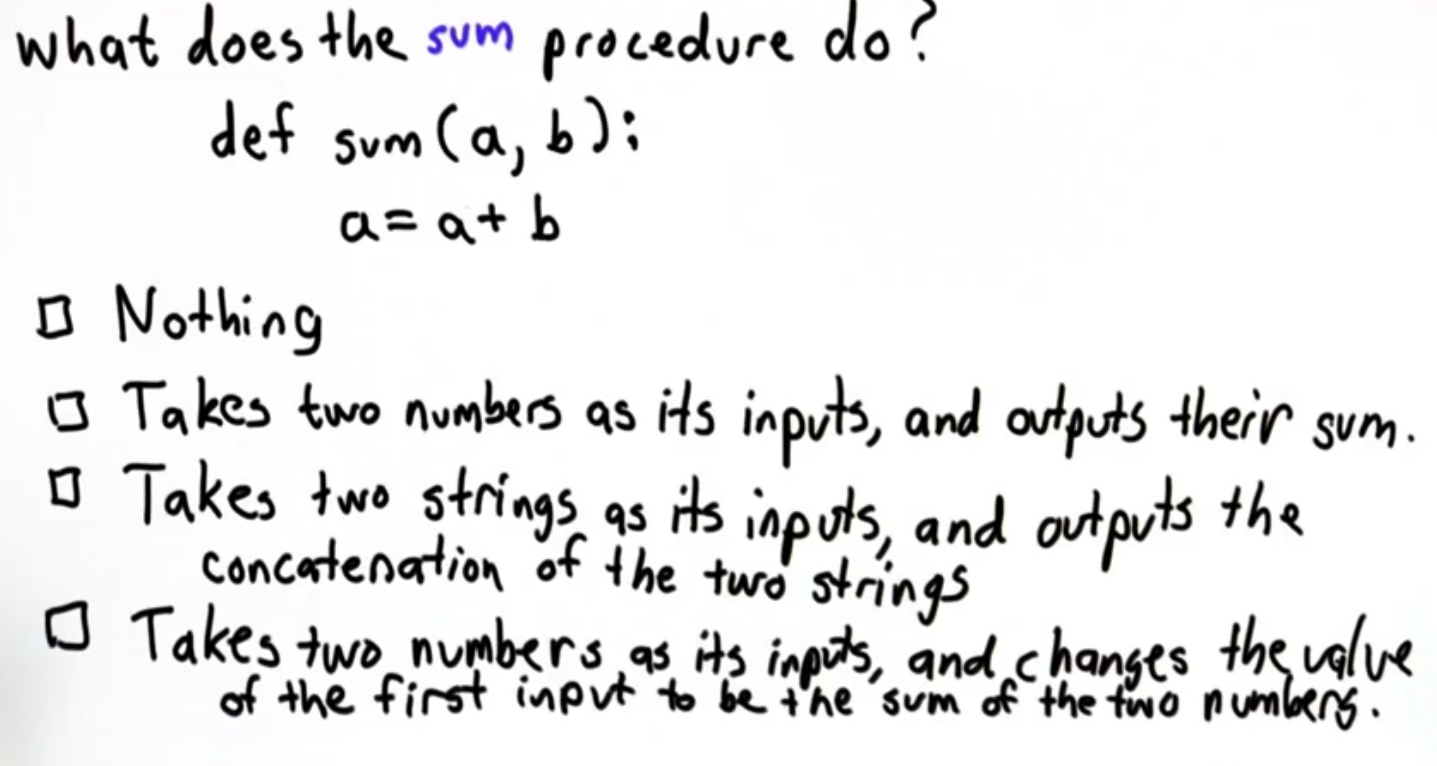 what does the sum procedure do?
def sum(a, b):
a = a + b
Nothing
Takes two numbers as its inputs, and outputs their sum.
Takes two strings as its inputs, and outputs the
concatenation of the two strings
Takes two numbers as its inputs, and changes the value
of the first input to be the sum of the two numbers.